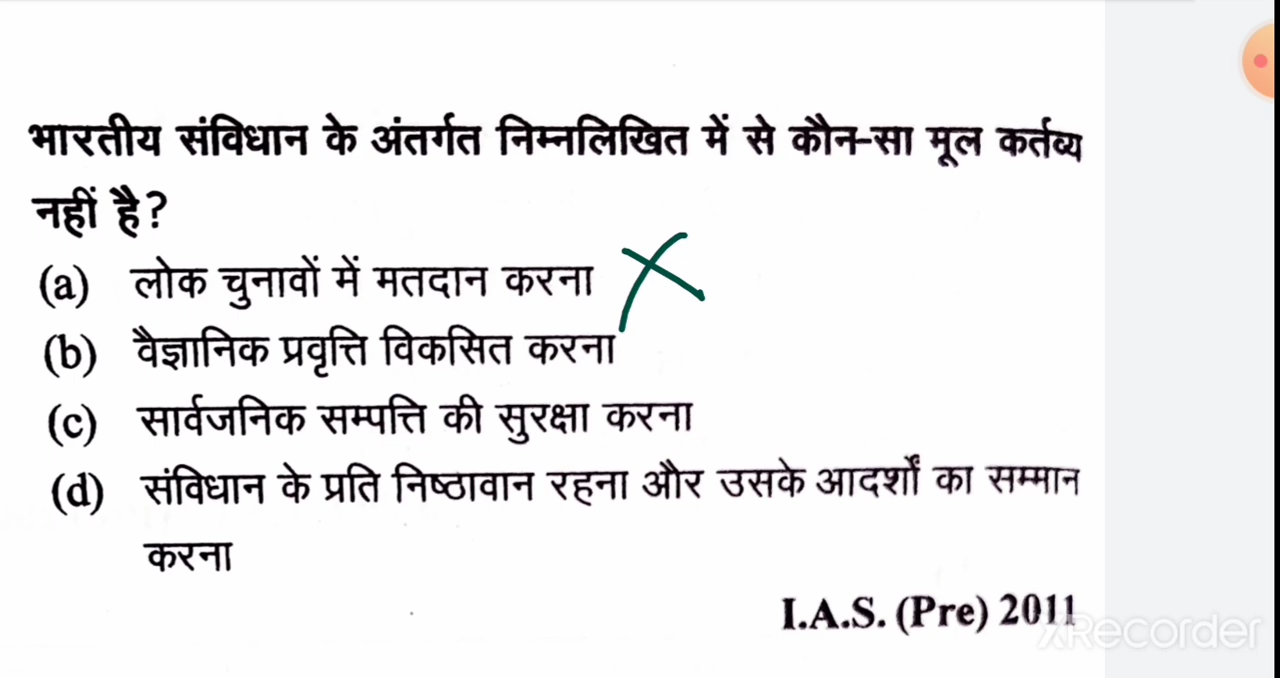 भारतीय संविधान के अंतर्गत निम्नलिखित में से कौन-सा मूल कर्तव्य
नहीं है?
(a) लोक चुनावों में मतदान करना
(b) वैज्ञानिक प्रवृत्ति विकसित करना
(c) सार्वजनिक सम्पत्ति की सुरक्षा करना
(d) संविधान के प्रति निष्ठावान रहना और उसके आदर्शों का सम्मान
करना
I.A.S. (Pre) 2011
XRecorder